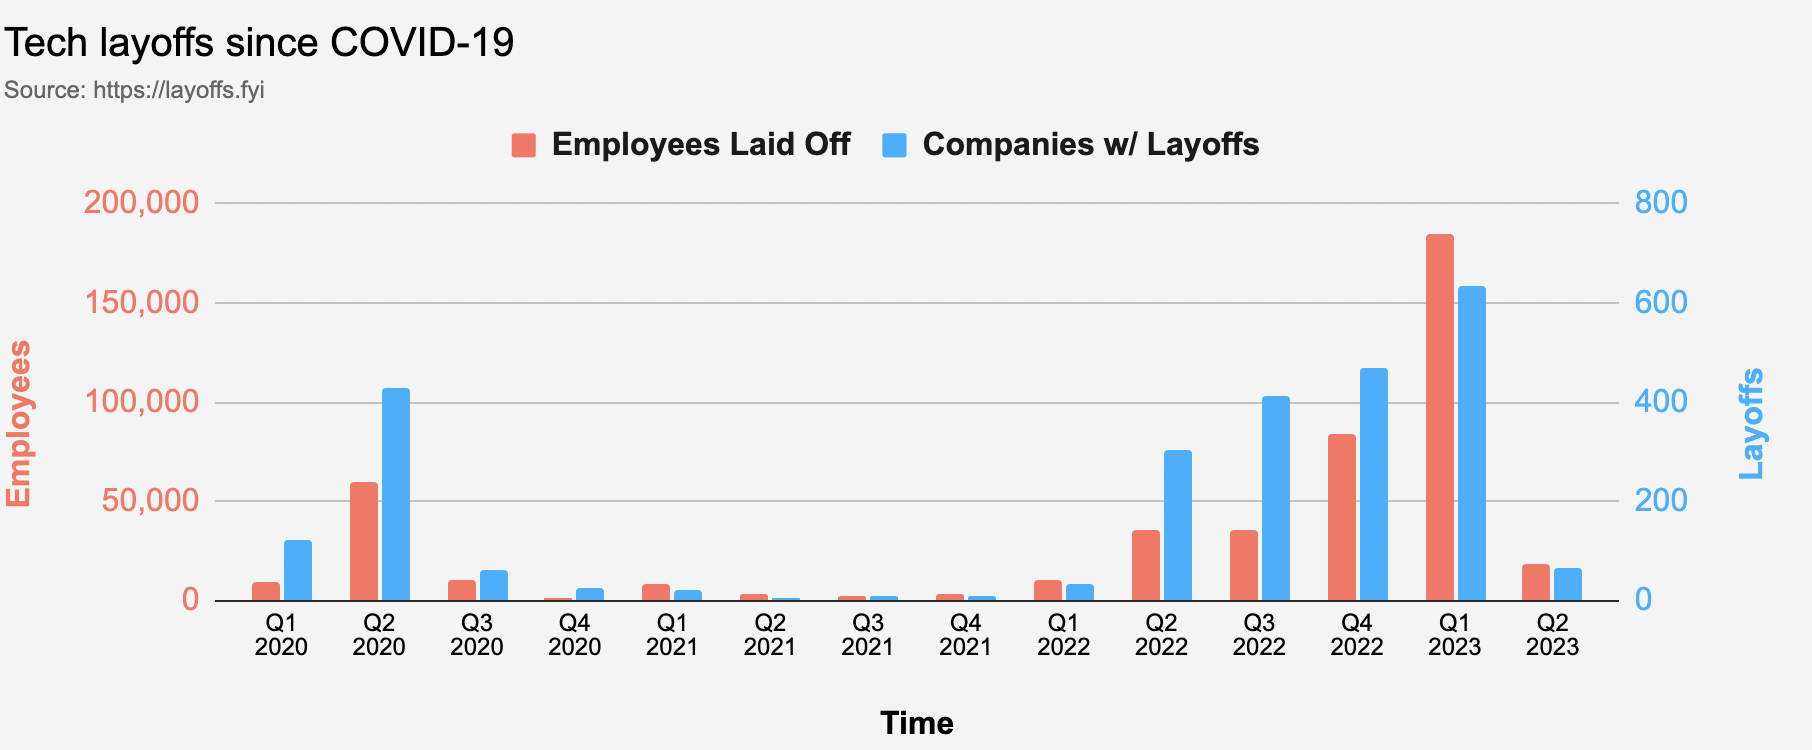 Tech layoffs since COVID-19
Source: https://layoffs.fyi
Employees Laid Off Companies w/ Layoffs
200,000 800
150,000 600
100,000 400
50,000 200
0 0
Employees
Layoffs
Q1 Q2 Q3 Q4 Q1 Q2 Q3 Q4 Q1 Q2 Q3 Q4 Q1 Q2
2020 2020 2020 2020 2021 2021 2021 2021 2022 2022 2022 2022 2023 2023
Time